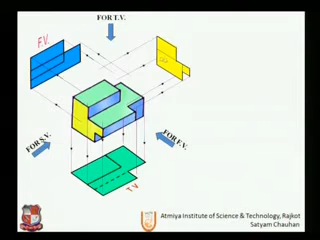 FOR T.V.
F.V.
FOR S.V.
FOR F.V.
T V
Atmiya Institute of Science & Technology, Rajkot
Satyam Chauhan